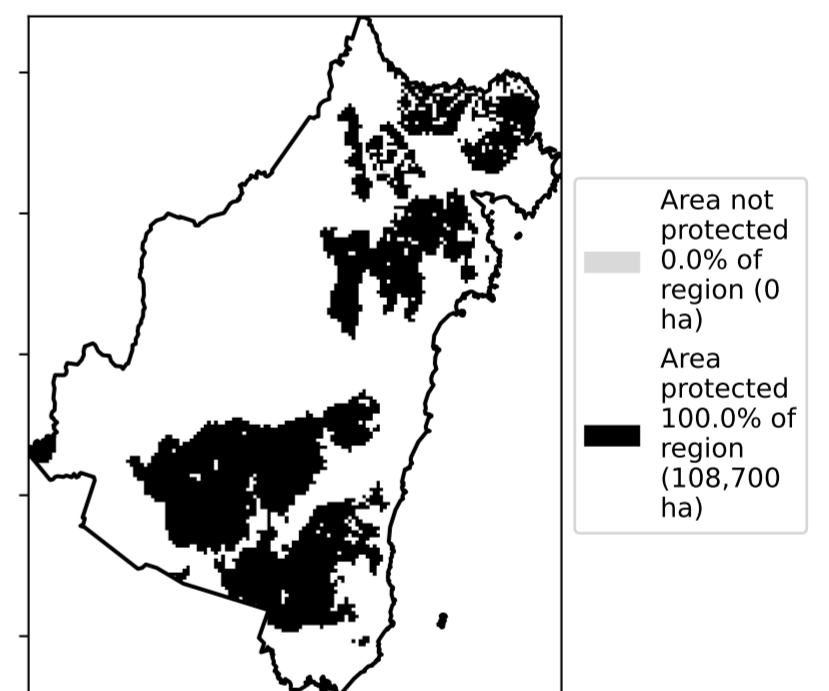 Area not
protected
0.0% of
region (0
ha)
Area
protected
100.0% of
region
(108,700
ha)